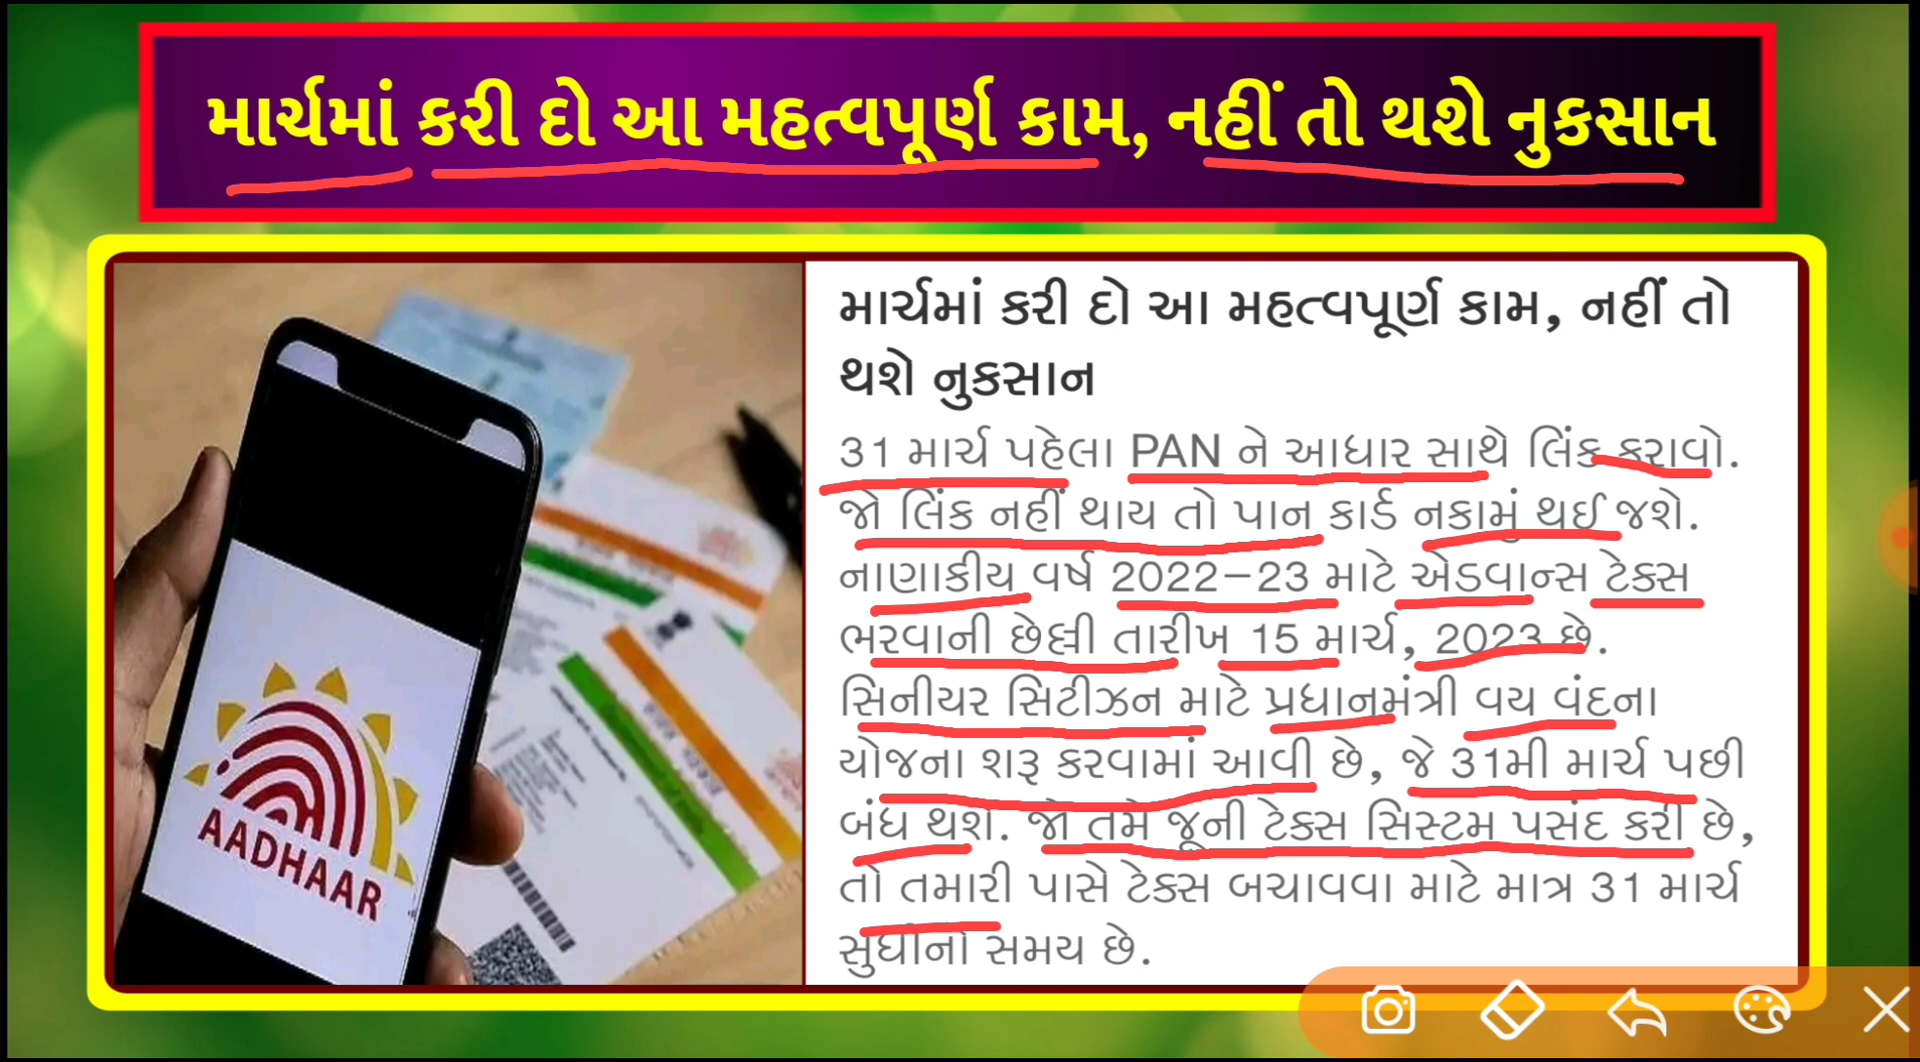 માર્ચમાં કરી દો આ મહત્વપૂર્ણ કામ, નહીં તો થશે નુકસાન
AADHAAR
માર્ચમાં કરી દો આ મહત્વપૂર્ણ કામ, નહીં તો
થશે નુકસાન
31 માર્ચ પહેલા PAN ને આધાર સાથે લિંક કરાવો.
જો લિંક નહીં થાય તો પાન કાર્ડ નકામું થઈ જશે.
નાણાકીય વર્ષ 2022-23 માટે એડવાન્સ ટેક્સ
ભરવાની છેલ્લી તારીખ 15 માર્ચ, 2023 છે.
સિનીયર સિટીઝન માટે પ્રધાનમંત્રી વય વંદના
યોજના શરૂ કરવામાં આવી છે, જે 31મી માર્ચ પછી
બંધ થશે. જો તમે જૂની ટેક્સ સિસ્ટમ પસંદ કરી છે,
તો તમારી પાસે ટેક્સ બચાવવા માટે માત્ર 31 માર્ચ
સુધીનો સમય છે.